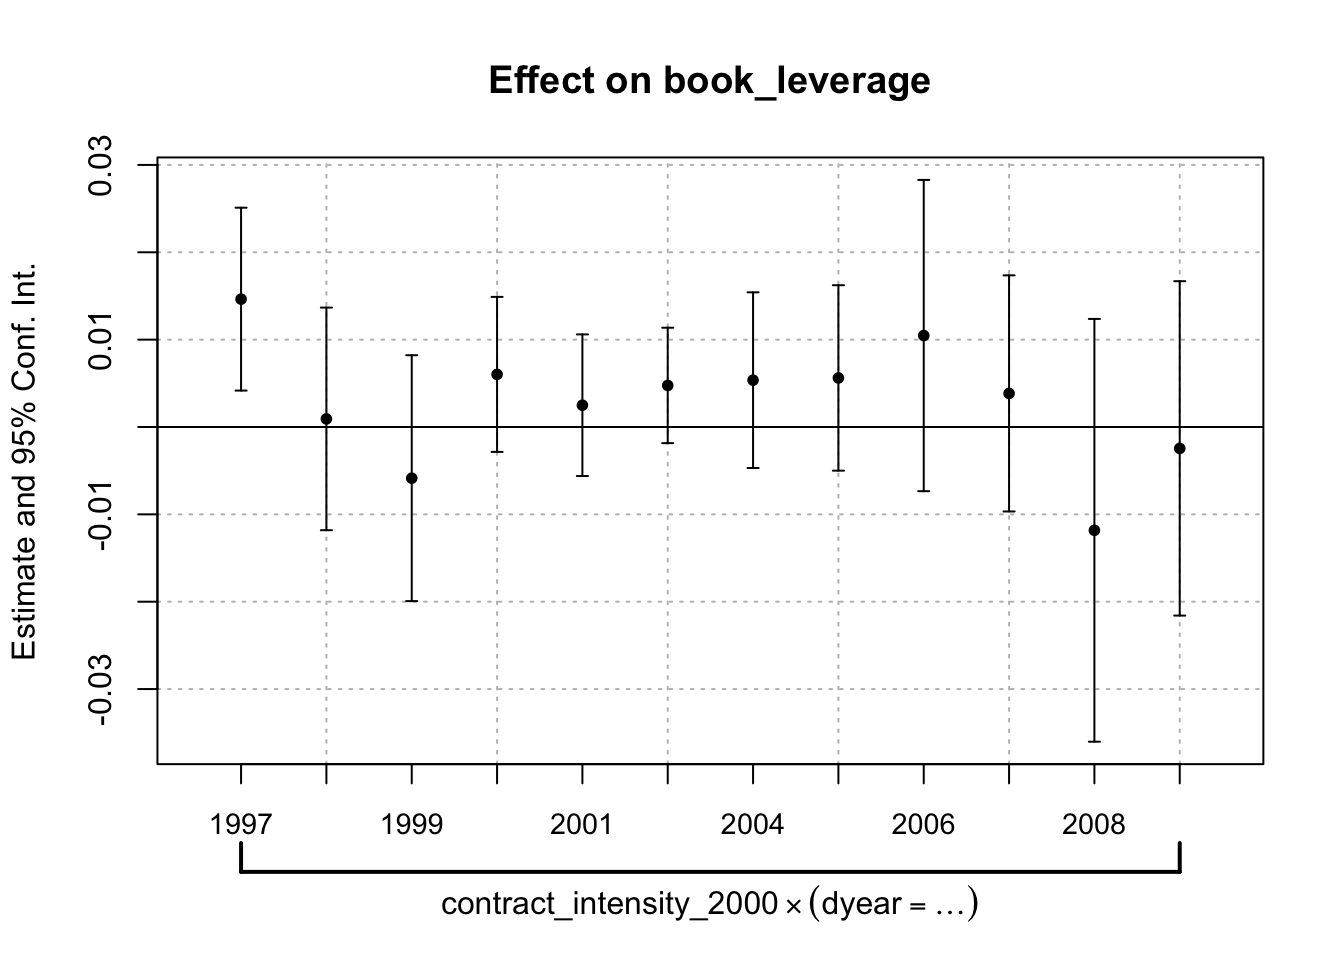 Effect on book_leverage
Estimate and 95% Conf. Int.
0.03
0.01
-0.01
-0.03
1997 1999 2001 2004 2006 2008
contract_intensity_2000 × (dyear = …)